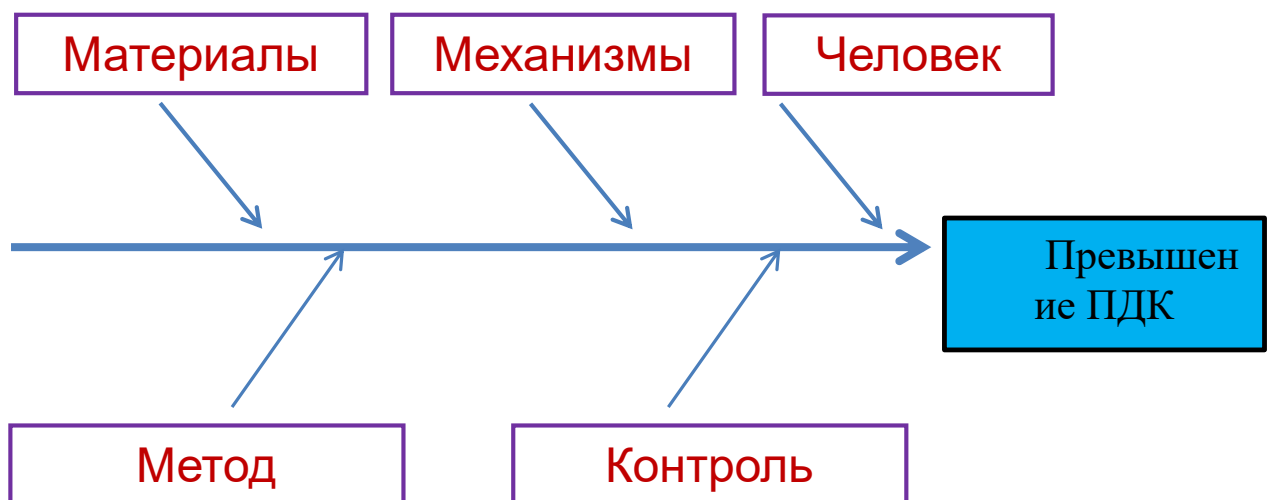 Материалы
Механизмы
Человек
Превышен
ие ПДК
Метод
Контроль